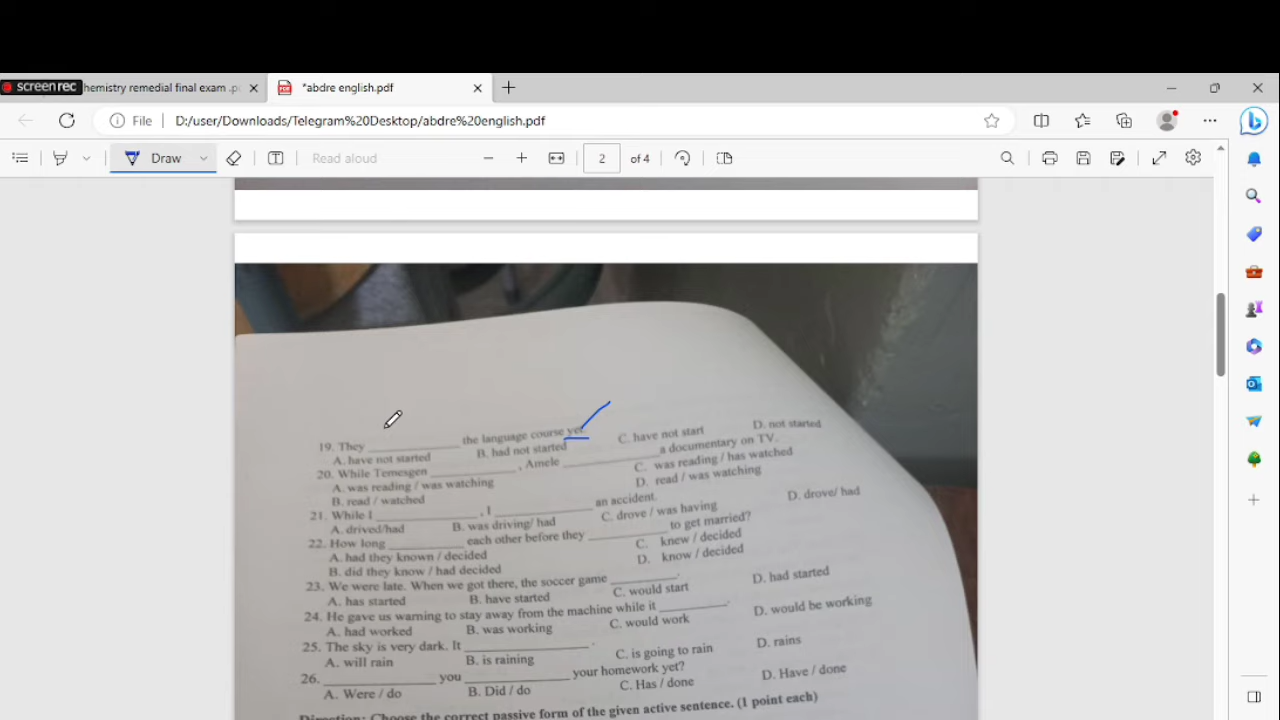 screenrec hemistry remedial final exam .p *abdre english.pdf
File D:/user/Downloads/Telegram%20Desktop/abdre%20english.pdf
Draw Read aloud 2 of 4
19. They __________ the language course yet.
A. have not started B. had not started C. have not start D. not started
20. While Temesgen __________, Amele __________ a documentary on TV.
A. was reading / was watching C. was reading / has watched
B. read / watched D. read / was watching
21. While I __________, I __________ an accident.
A. drived/had B. was driving/ had C. drove / was having D. drove/ had
22. How long __________ each other before they __________ to get married?
A. had they known / decided C. knew / decided
B. did they know / had decided D. know / decided
23. We were late. When we got there, the soccer game __________.
A. has started B. have started C. would start D. had started
24. He gave us warning to stay away from the machine while it __________.
A. had worked B. was working C. would work D. would be working
25. The sky is very dark. It __________.
A. will rain B. is raining C. is going to rain D. rains
26. __________ you __________ your homework yet?
A. Were / do B. Did / do C. Has / done D. Have / done
Direction: Choose the correct passive form of the given active sentence. (1 point each)